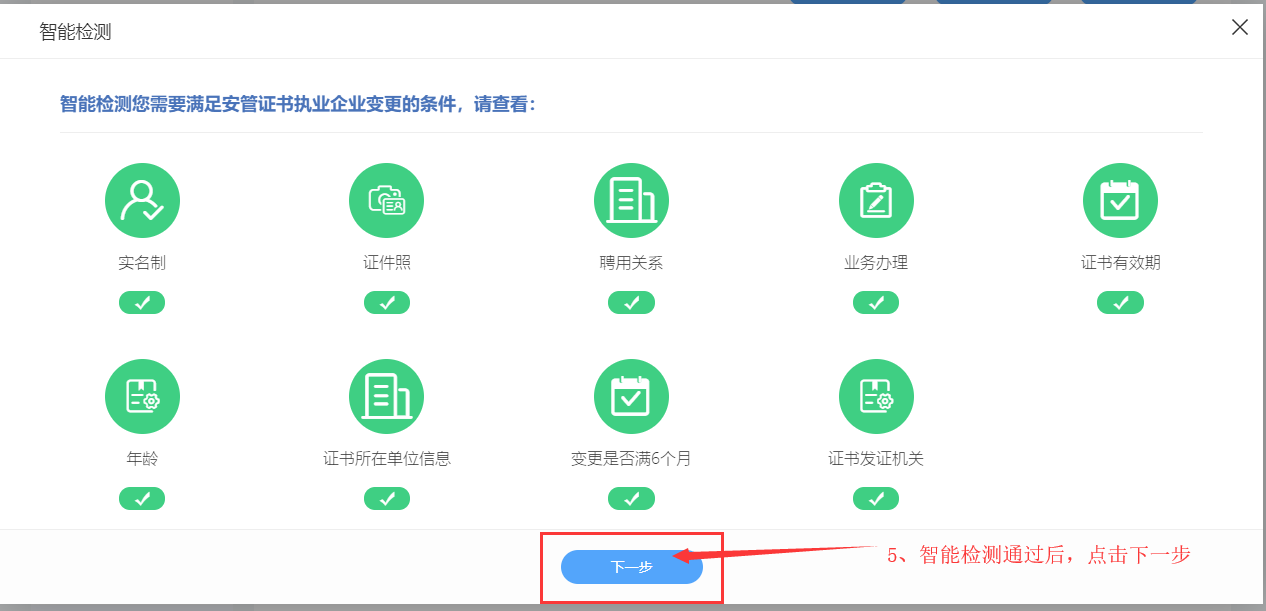 智能检测
智能检测您需要满足安管证书执业企业变更的条件，请查看：
实名制
证件照
聘用关系
业务办理
证书有效期
年龄
证书所在单位信息
变更是否满6个月
证书发证机关
下一步
5、智能检测通过后，点击下一步